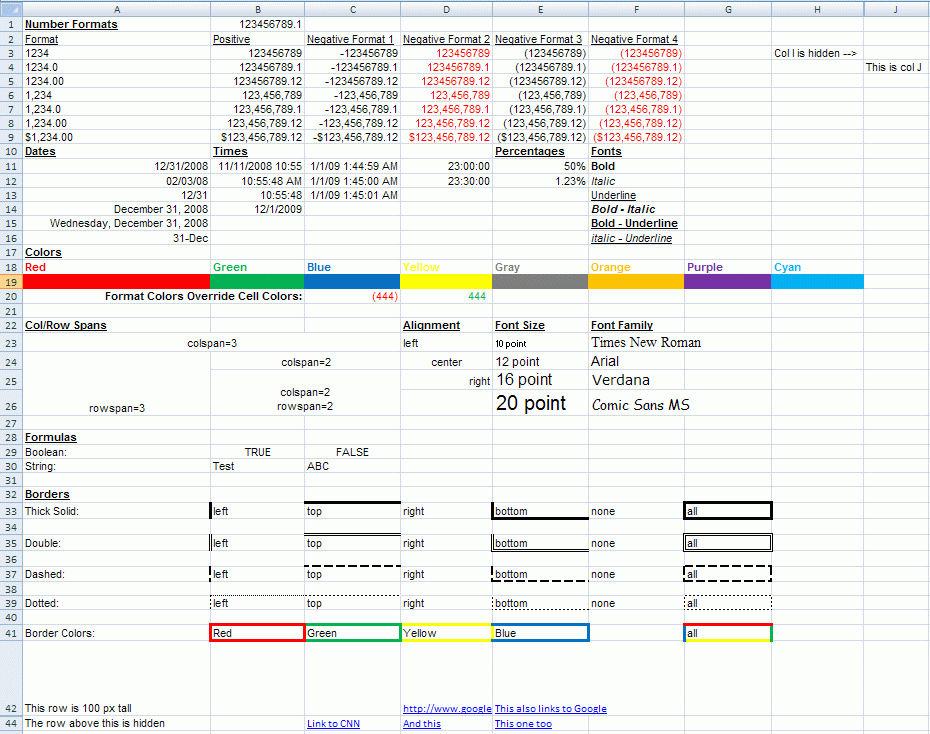 A B C D E F G H J
1 Number Formats 123456789.1
2 Format Positive Negative Format 1 Negative Format 2 Negative Format 3 Negative Format 4
3 1234 123456789 -123456789 123456789 (123456789) (123456789) Col I is hidden -->
4 1234.0 123456789.1 -123456789.1 123456789.1 (123456789.1) (123456789.1) This is col J
5 1234.00 123456789.12 -123456789.12 123456789.12 (123456789.12) (123456789.12)
6 1,234 123,456,789 -123,456,789 123,456,789 (123,456,789) (123,456,789)
7 1,234.0 123,456,789.1 -123,456,789.1 123,456,789.1 (123,456,789.1) (123,456,789.1)
8 1,234.00 123,456,789.12 -123,456,789.12 123,456,789.12 (123,456,789.12) (123,456,789.12)
9 $1,234.00 $123,456,789.12 -$123,456,789.12 $123,456,789.12 ($123,456,789.12) ($123,456,789.12)
10 Dates Times Percentages Fonts
11 12/31/2008 11/11/2008 10:55 1/1/09 1:44:59 AM 23:00:00 50% Bold
12 02/03/08 10:55:48 AM 1/1/09 1:45:00 AM 23:30:00 1.23% Italic
13 12/31 10:55:48 1/1/09 1:45:01 AM Underline
14 December 31, 2008 12/1/2009 Bold - Italic
15 Wednesday, December 31, 2008 Bold - Underline
16 31-Dec italic - Underline
17 Colors
18 Red Green Blue Yellow Gray Orange Purple Cyan
19
20 Format Colors Override Cell Colors: (444) 444
21
22 Col/Row Spans Alignment Font Size Font Family
23 colspan=3 left 10 point Times New Roman
24 colspan=2 center 12 point Arial
25 right 16 point Verdana
colspan=2
26 rowspan=3 rowspan=2 20 point Comic Sans MS
27
28 Formulas
29 Boolean: TRUE FALSE
30 String: Test ABC
31
32 Borders
33 Thick Solid: left top right bottom none all
34
35 Double: left top right bottom none all
36
37 Dashed: left top right bottom none all
38
39 Dotted: left top right bottom none all
40
41 Border Colors: Red Green Yellow Blue all
42 This row is 100 px tall http://www.google This also links to Google
44 The row above this is hidden Link to CNN And this This one too